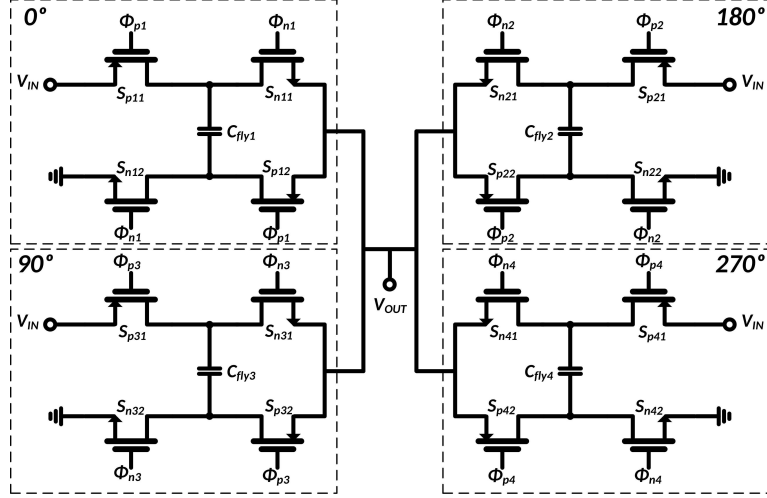 0° Φp1 Φn1
VIN Sp11 Sn11
Cfly1
Sn12 Sp12
Φn1 Φp1
Φn2 Φp2 180°
Sn21 Sp21 VIN
Cfly2
Sp22 Sn22
Φp2 Φn2
90° Φp3 Φn3
VIN Sp31 Sn31
Cfly3
Sn32 Sp32
Φn3 Φp3
VOUT
Φn4 Φp4 270°
Sn41 Sp41 VIN
Cfly4
Sp42 Sn42
Φp4 Φn4